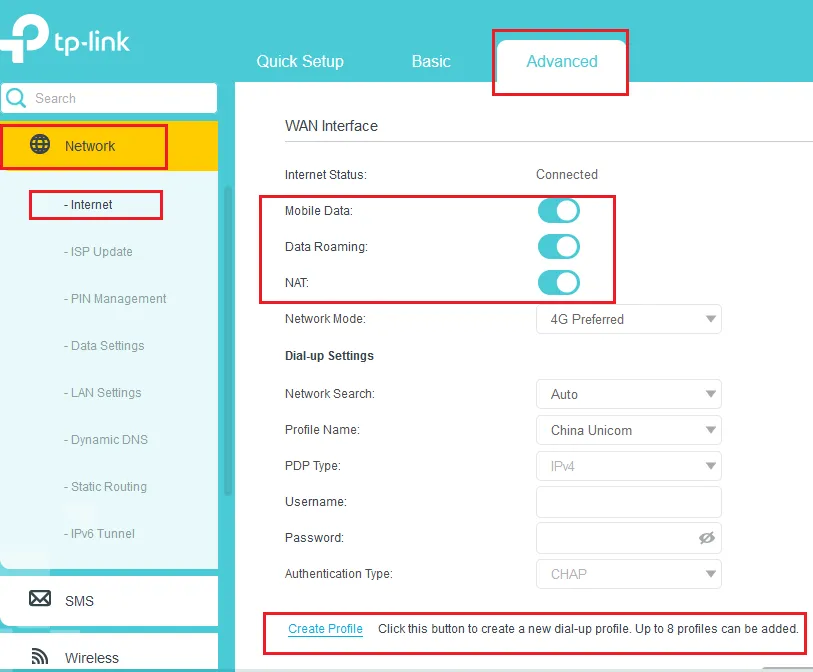 tp-link
Quick Setup
Basic
Advanced
Search
Network
- Internet
- ISP Update
- PIN Management
- Data Settings
- LAN Settings
- Dynamic DNS
- Static Routing
- IPv6 Tunnel
SMS
Wireless
WAN Interface
Internet Status: Connected
Mobile Data:
Data Roaming:
NAT:
Network Mode: 4G Preferred
Dial-up Settings
Network Search: Auto
Profile Name: China Unicom
PDP Type: IPv4
Username:
Password:
Authentication Type: CHAP
Create Profile Click this button to create a new dial-up profile. Up to 8 profiles can be added.